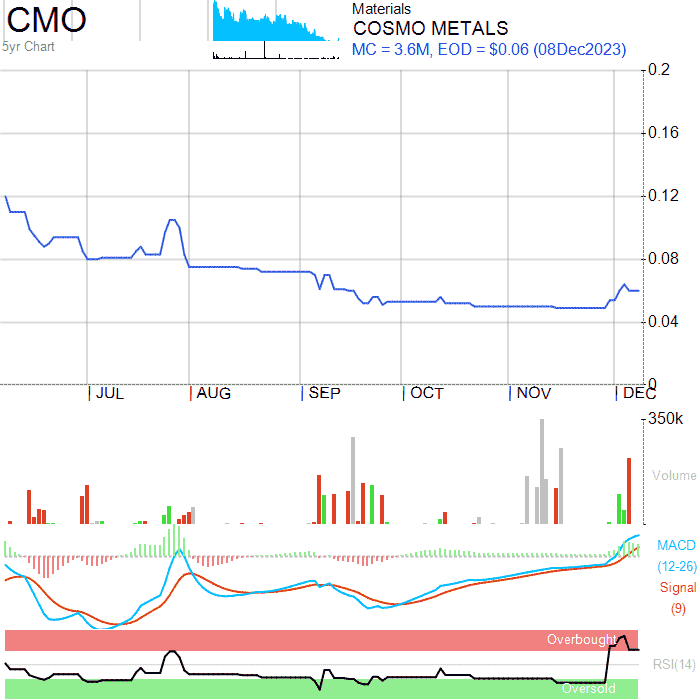 CMO
5yr Chart
Materials
COSMO METALS
MC = 3.6M, EOD = $0.06 (08Dec2023)
0.2
0.16
0.12
0.08
0.04
0
JUL AUG SEP OCT NOV DEC
350k
Volume
MACD
(12-26)
Signal
(9)
Overbought
RSI(14)
Oversold